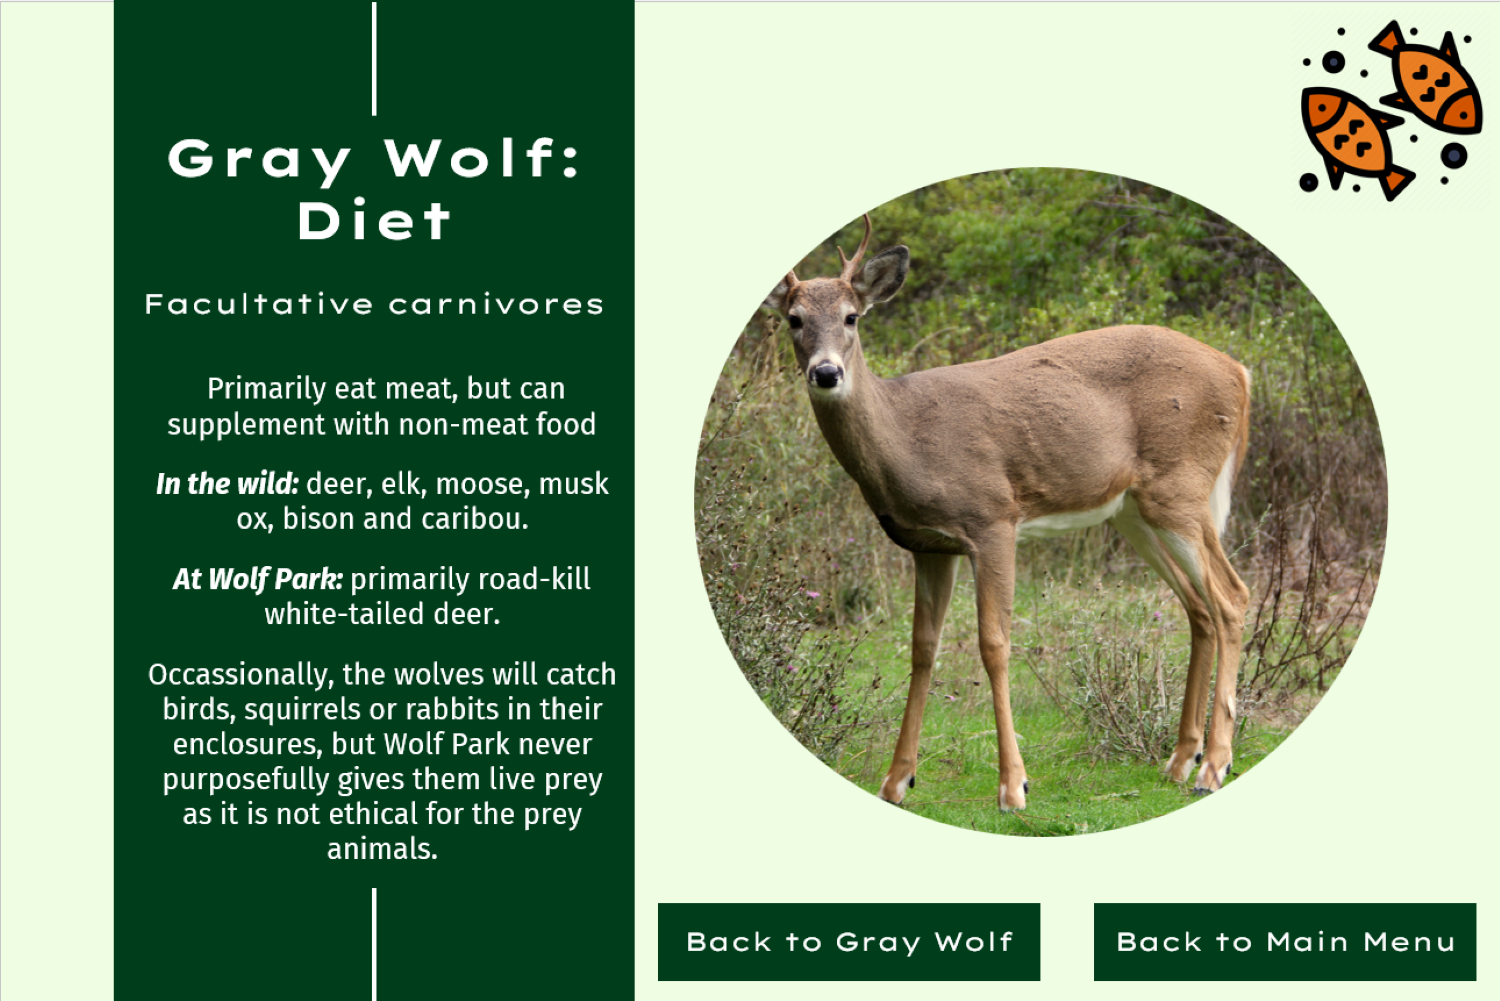 Gray Wolf:
Diet
Facultative carnivores
Primarily eat meat, but can
supplement with non-meat food
In the wild: deer, elk, moose, musk
ox, bison and caribou.
At Wolf Park: primarily road-kill
white-tailed deer.
Occassionally, the wolves will catch
birds, squirrels or rabbits in their
enclosures, but Wolf Park never
purposefully gives them live prey
as it is not ethical for the prey
animals.
Back to Gray Wolf
Back to Main Menu